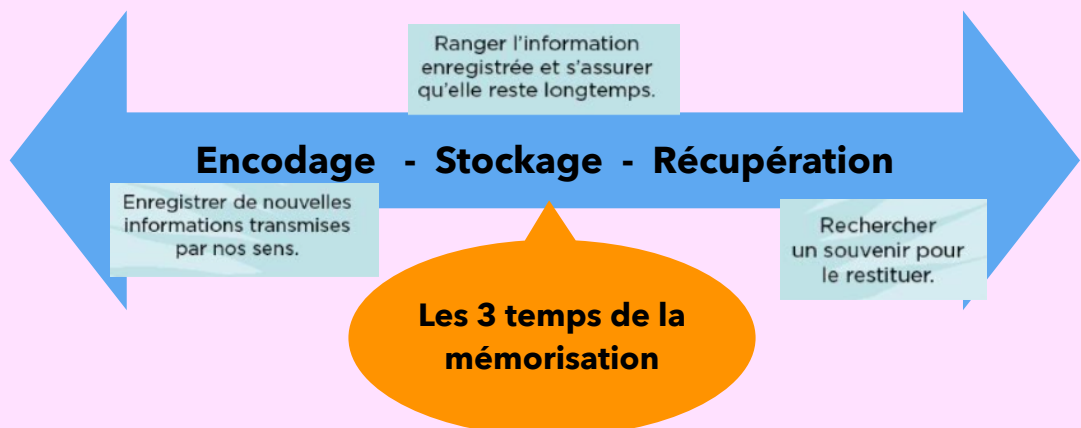 Ranger l'information
enregistrée et s'assurer
qu'elle reste longtemps.
Encodage - Stockage - Récupération
Enregistrer de nouvelles
informations transmises
par nos sens.
Rechercher
un souvenir pour
le restituer.
Les 3 temps de la
mémorisation